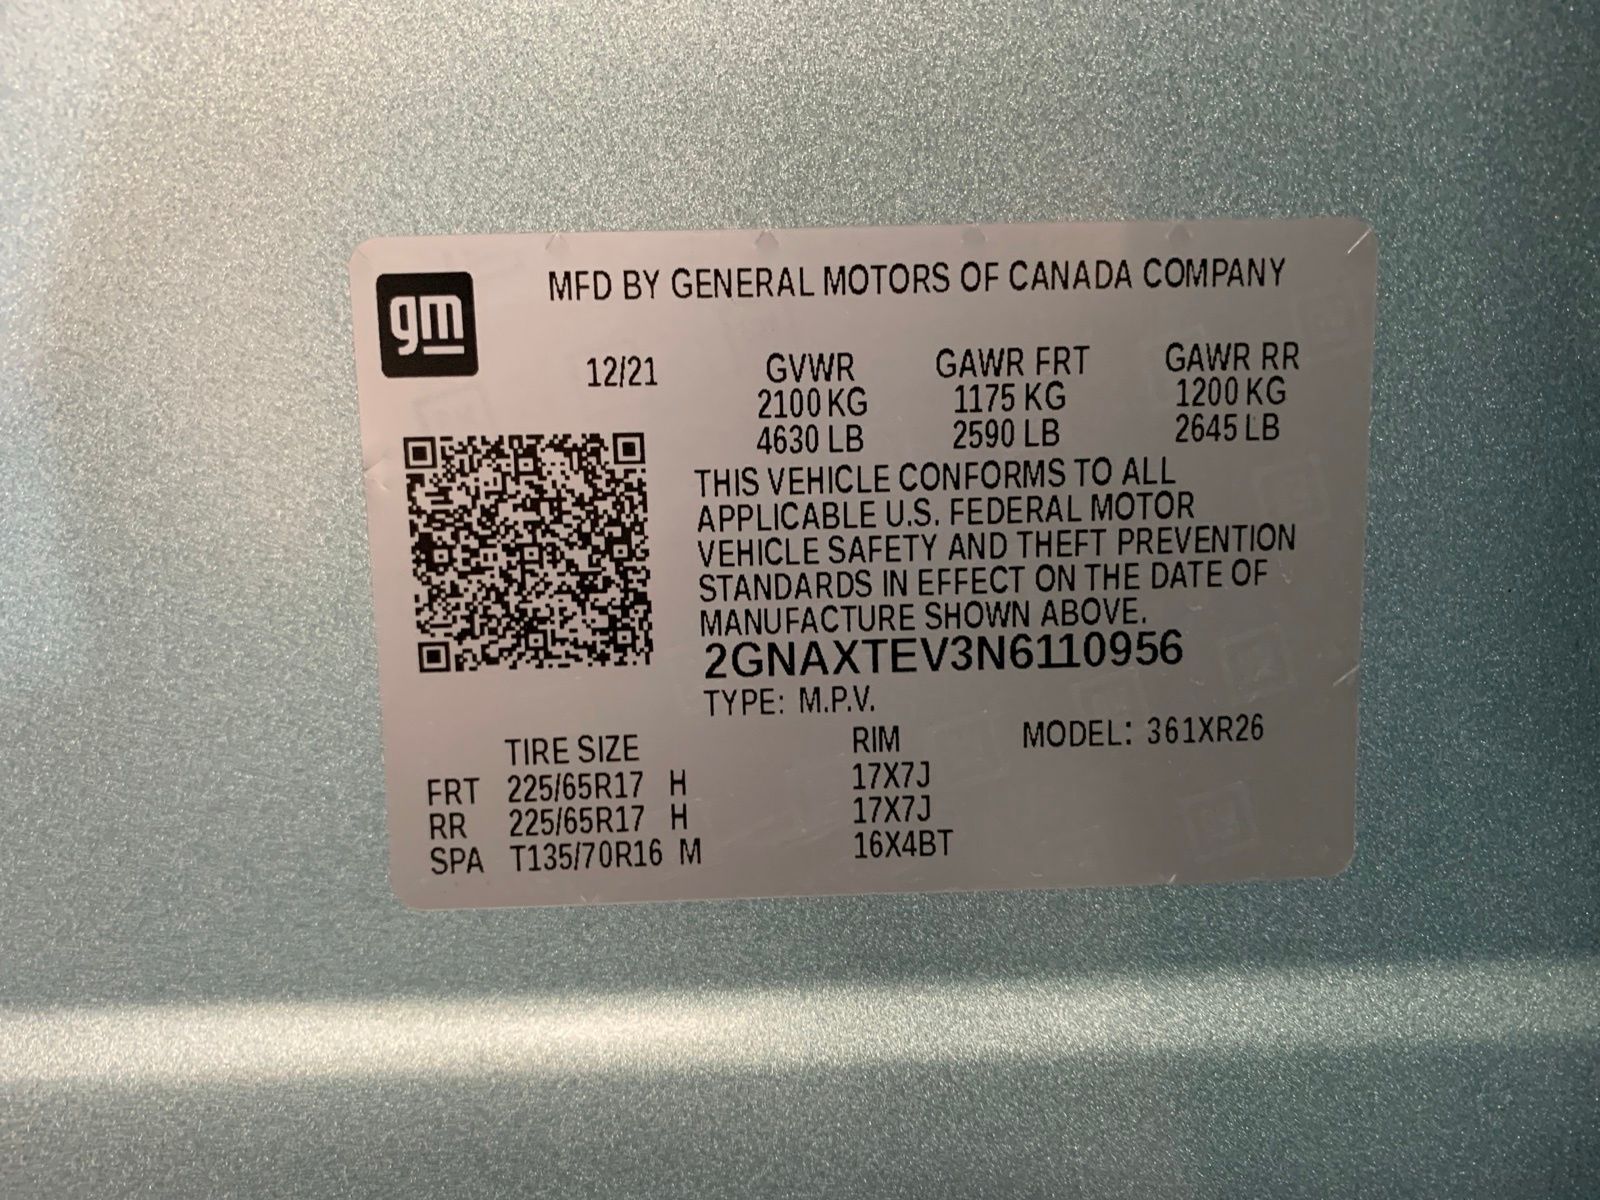 gm
MFD BY GENERAL MOTORS OF CANADA COMPANY
12/21 GVWR GAWR FRT GAWR RR
2100 KG 1175 KG 1200 KG
4630 LB 2590 LB 2645 LB
THIS VEHICLE CONFORMS TO ALL
APPLICABLE U.S. FEDERAL MOTOR
VEHICLE SAFETY AND THEFT PREVENTION
STANDARDS IN EFFECT ON THE DATE OF
MANUFACTURE SHOWN ABOVE.
2GNAXTEV3N6110956
TYPE: M.P.V.
TIRE SIZE RIM MODEL: 361XR26
FRT 225/65R17 H 17X7J
RR 225/65R17 H 17X7J
SPA T135/70R16 M 16X4BT